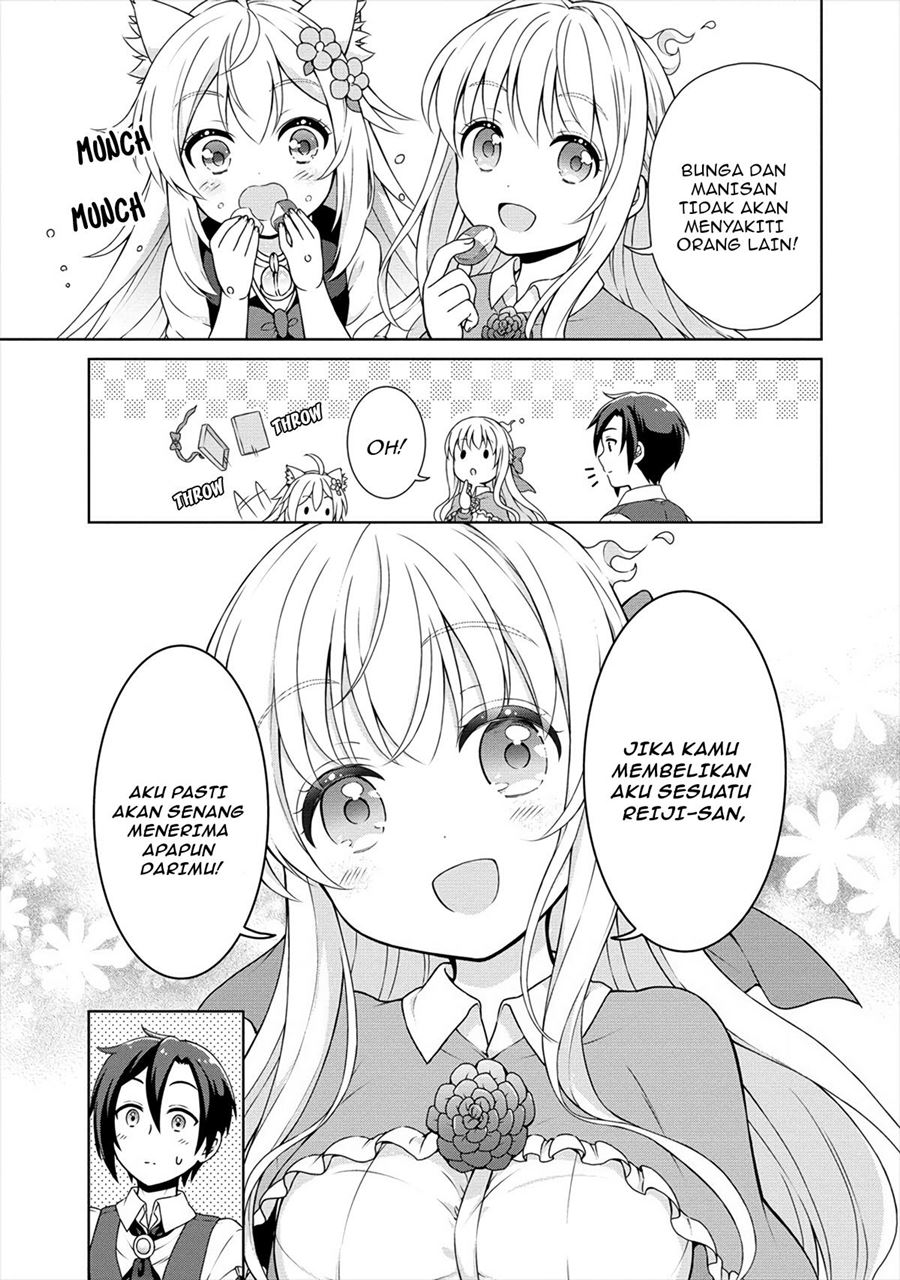 BUNGA DAN
MANISAN
TIDAK AKAN
MENYAKITI
ORANG LAIN!
MUNCH
MUNCH
OH!
THROW
THROW
JIKA KAMU
MEMBELIKAN
AKU SESUATU
REIJI-SAN,
AKU PASTI
AKAN SENANG
MENERIMA
APAPUN
DARIMU!